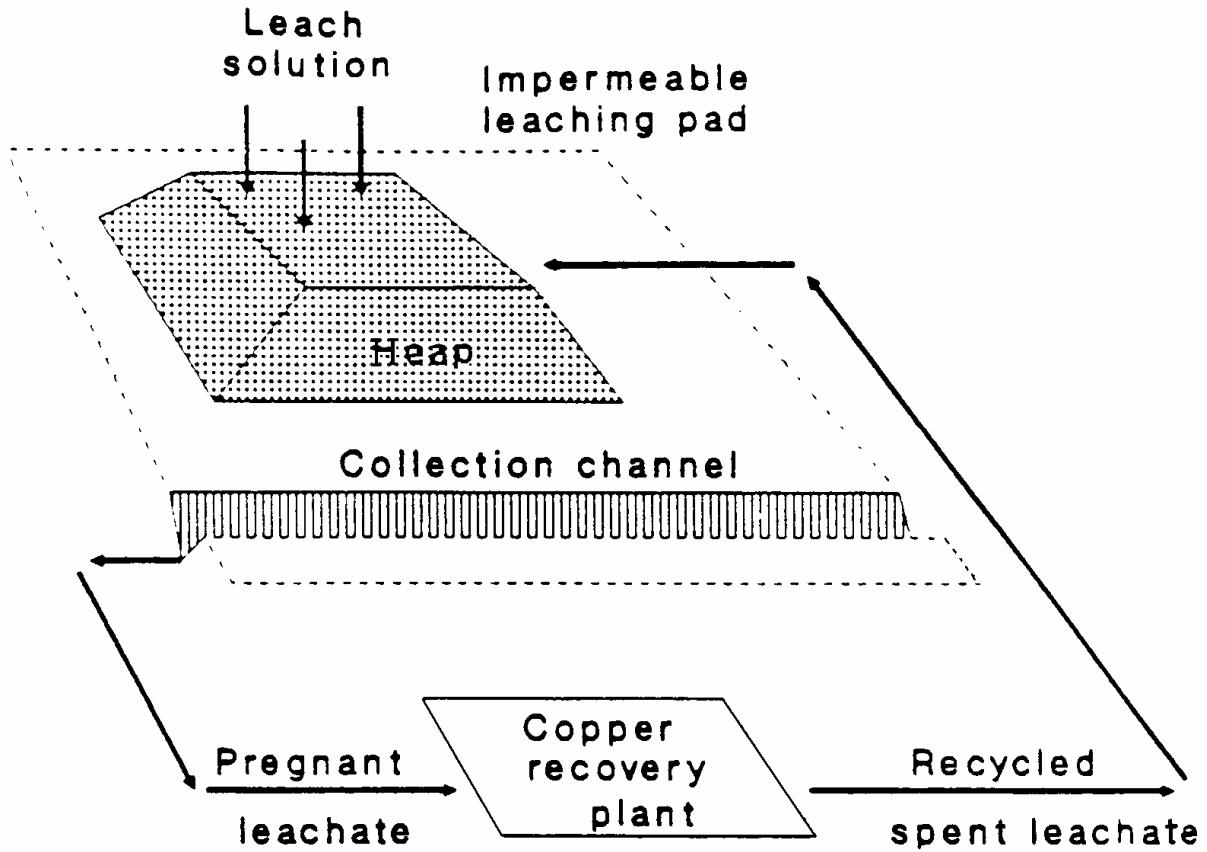 Leach
solution
Impermeable
leaching pad
Heap
Collection channel
Copper
recovery
plant
Pregnant
leachate
Recycled
spent leachate